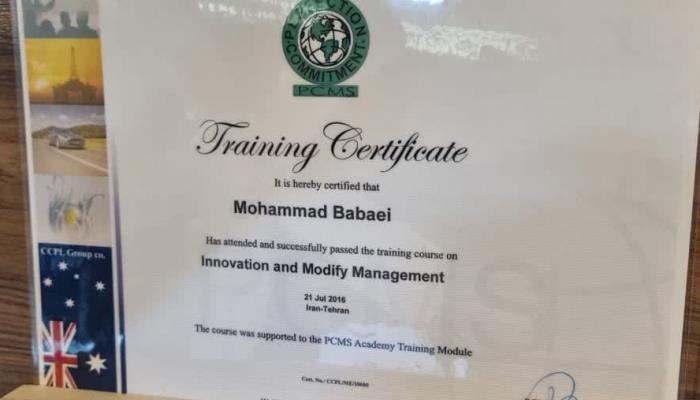 PERFECTION
COMMITMENT
PCMS
Training Certificate
It is hereby certified that
Mohammad Babaei
Has attended and successfully passed the training course on
Innovation and Modify Management
21 Jul 2016
Iran-Tehran
The course was supported to the PCMS Academy Training Module
CCPL Group co.
PCMS